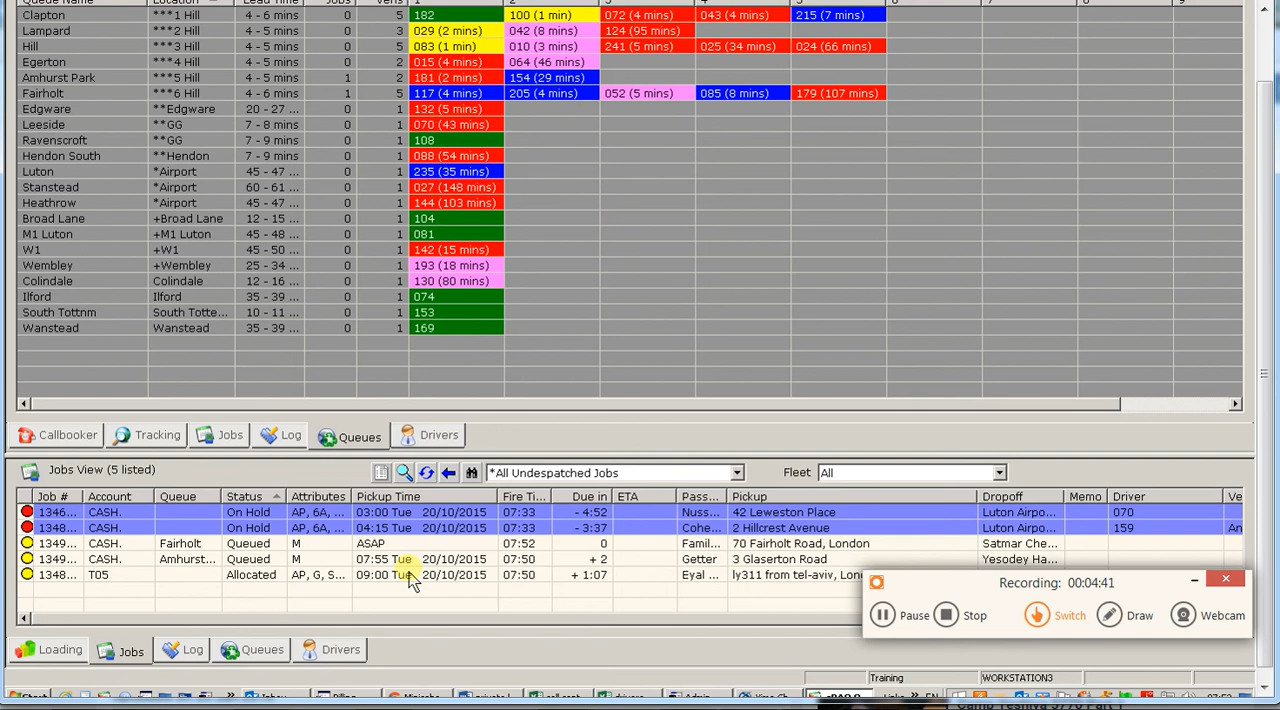 Queue Name Location Lead Time Jobs Vehs 1 2 3 4 5 6 7 8 9
Clapton ***1 Hill 4 - 6 mins 0 5 182 100 (1 min) 072 (4 mins) 043 (4 mins) 215 (7 mins)
Lampard ***2 Hill 4 - 5 mins 0 3 029 (2 mins) 042 (8 mins) 124 (95 mins)
Hill ***3 Hill 4 - 6 mins 0 5 083 (1 min) 010 (3 mins) 241 (5 mins) 025 (34 mins) 024 (66 mins)
Egerton ***4 Hill 4 - 5 mins 0 2 015 (4 mins) 064 (46 mins)
Amhurst Park ***5 Hill 4 - 5 mins 1 2 181 (2 mins) 154 (29 mins)
Fairholt ***6 Hill 4 - 6 mins 1 5 117 (4 mins) 205 (4 mins) 052 (5 mins) 085 (8 mins) 179 (107 mins)
Edgware **Edgware 20 - 27 ... 0 1 132 (5 mins)
Leeside **GG 7 - 8 mins 0 1 070 (43 mins)
Ravenscroft **GG 7 - 9 mins 0 1 108
Hendon South **Hendon 7 - 9 mins 0 1 088 (54 mins)
Luton *Airport 45 - 47 ... 0 1 235 (35 mins)
Stanstead *Airport 60 - 61 ... 0 1 027 (148 mins)
Heathrow *Airport 45 - 47 ... 0 1 144 (103 mins)
Broad Lane +Broad Lane 12 - 15 ... 0 1 104
M1 Luton +M1 Luton 45 - 48 ... 0 1 081
W1 +W1 45 - 50 ... 0 1 142 (15 mins)
Wembley +Wembley 25 - 34 ... 0 1 193 (18 mins)
Colindale +Colindale 12 - 16 ... 0 1 130 (80 mins)
Ilford Ilford 35 - 39 ... 0 1 074
South Tottnm South Totte... 10 - 11 ... 0 1 153
Wanstead Wanstead 35 - 39 ... 0 1 169
Callbooker Tracking Jobs Log Queues Drivers
Jobs View (5 listed) *All Undespatched Jobs Fleet All
Job # Account Queue Status Attributes Pickup Time Fire Ti... Due in ETA Pass... Pickup Dropoff Memo Driver Ve
1346... CASH. On Hold AP, 6A, ... 03:00 Tue 20/10/2015 07:33 - 4:52 Nuss... 42 Leweston Place Luton Airpo... 070
1348... CASH. On Hold AP, 6A, ... 04:15 Tue 20/10/2015 07:33 - 3:37 Cohe... 2 Hillcrest Avenue Luton Airpo... 159 An
1349... CASH. Fairholt Queued M ASAP 07:52 0 Famil... 70 Fairholt Road, London Satmar Che...
1349... CASH. Amhurst... Queued M 07:55 Tue 20/10/2015 07:50 + 2 Getter 3 Glaserton Road Yesodey Ha...
1348... T05 Allocated AP, G, S... 09:00 Tue 20/10/2015 07:50 + 1:07 Eyal ... ly311 from tel-aviv, Lon
Recording: 00:04:41
Pause Stop Switch Draw Webcam
Loading Jobs Log Queues Drivers
Training WORKSTATION3